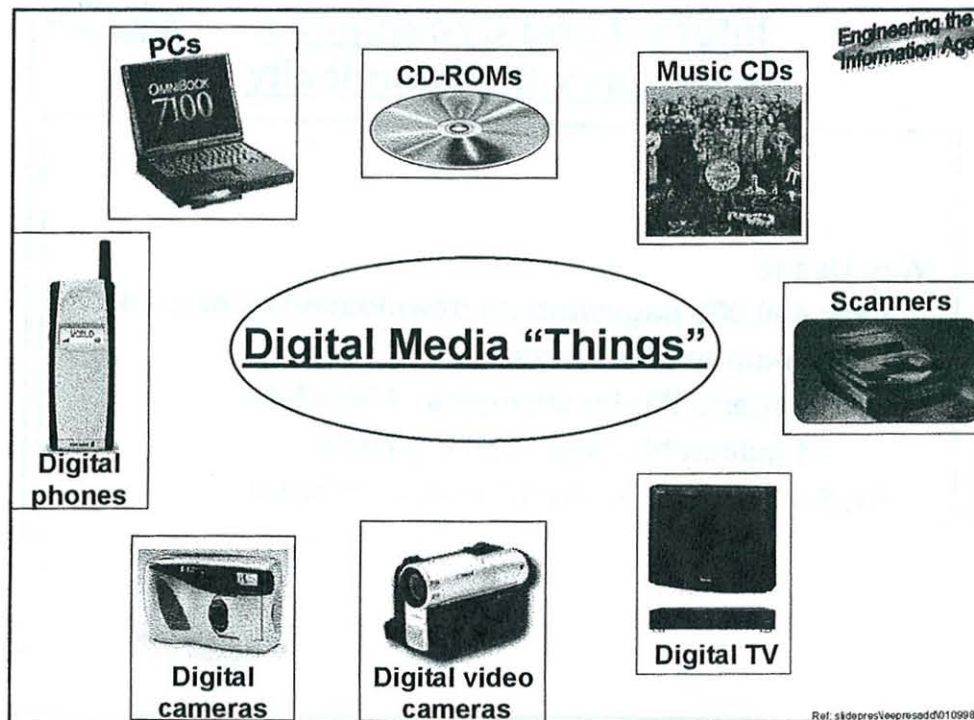 PCs
OMNIBOOK
7100
CD-ROMs
Music CDs
Engineering the
Information Age
Digital Media “Things”
Scanners
WORLD
Digital
phones
Digital
cameras
Digital video
cameras
Digital TV